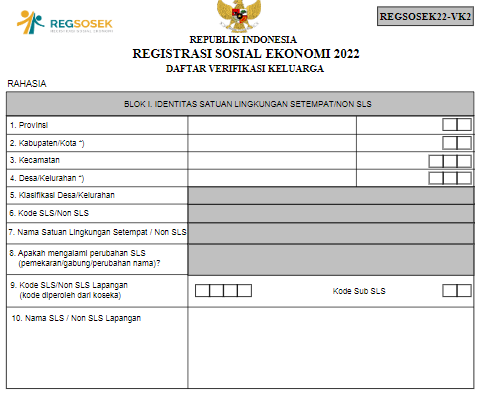 REGSOSEK
REGISTRASI SOSIAL EKONOMI
REGSOSEK22-VK2
REPUBLIK INDONESIA
REGISTRASI SOSIAL EKONOMI 2022
DAFTAR VERIFIKASI KELUARGA
RAHASIA
BLOK I. IDENTITAS SATUAN LINGKUNGAN SETEMPAT/NON SLS
1. Provinsi
2. Kabupaten/Kota *)
3. Kecamatan
4. Desa/Kelurahan *)
5. Klasifikasi Desa/Kelurahan
6. Kode SLS/Non SLS
7. Nama Satuan Lingkungan Setempat / Non SLS
8. Apakah mengalami perubahan SLS
(pemekaran/gabung/perubahan nama)?
9. Kode SLS/Non SLS Lapangan
(kode diperoleh dari koseka)
Kode Sub SLS
10. Nama SLS / Non SLS Lapangan